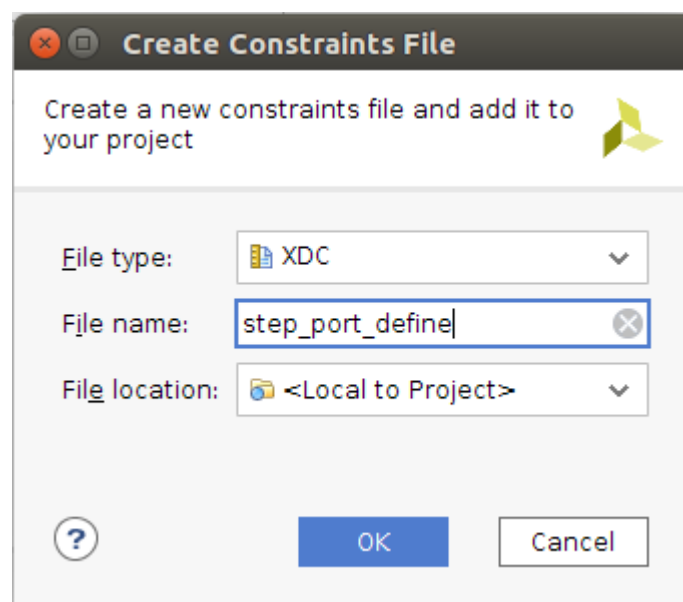 Create Constraints File
Create a new constraints file and add it to
your project
File type: XDC
File name: step_port_define
File location: <Local to Project>
? OK Cancel